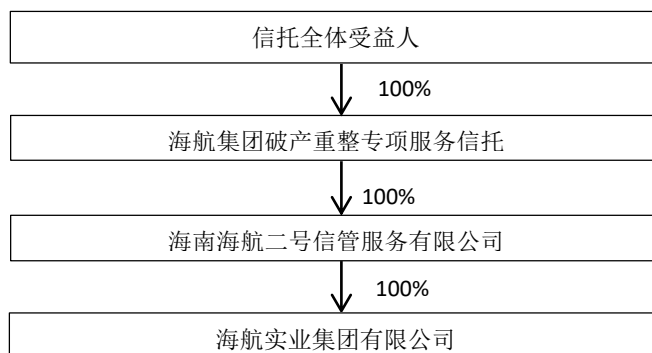 信托全体受益人
100%
海航集团破产重整专项服务信托
100%
海南海航二号信管服务有限公司
100%
海航实业集团有限公司